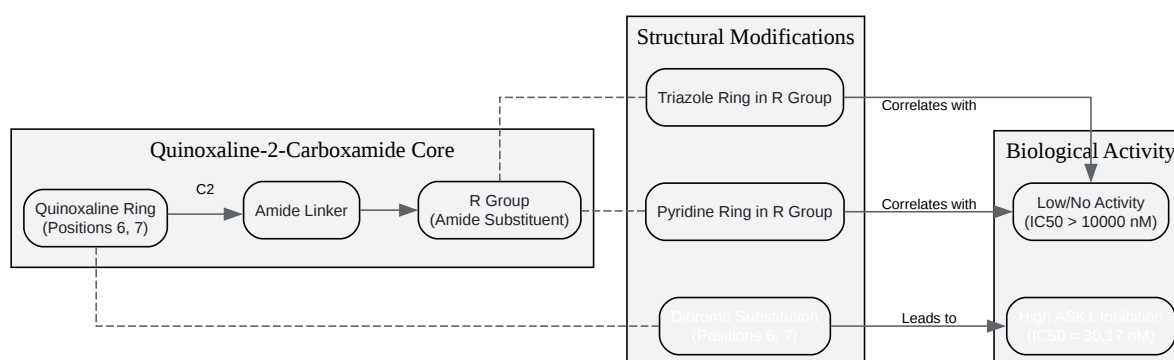 Structural Modifications
Triazole Ring in R Group
Correlates with
Quinoxaline-2-Carboxamide Core
Biological Activity
C2
Quinoxaline Ring
(Positions 6, 7)
Amide Linker
R Group
(Amide Substituent)
Pyridine Ring in R Group
Correlates with
Low/No Activity
(IC50 > 10000 nM)
Dibromo Substitution
(Positions 6, 7)
Leads to
High ASK1 Inhibition
(IC50 = 30.17 nM)